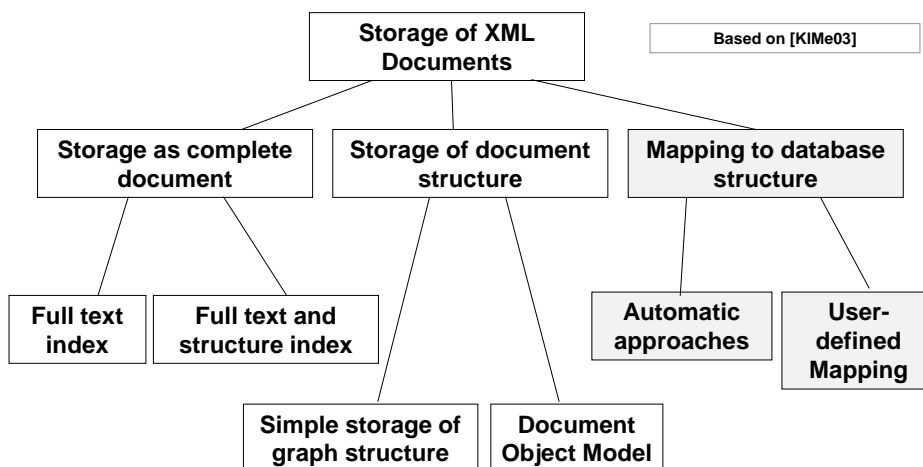 Storage of XML
Documents
Based on [KlMe03]
Storage as complete
document
Storage of document
structure
Mapping to database
structure
Full text
index
Full text and
structure index
Automatic
approaches
User-
defined
Mapping
Simple storage of
graph structure
Document
Object Model